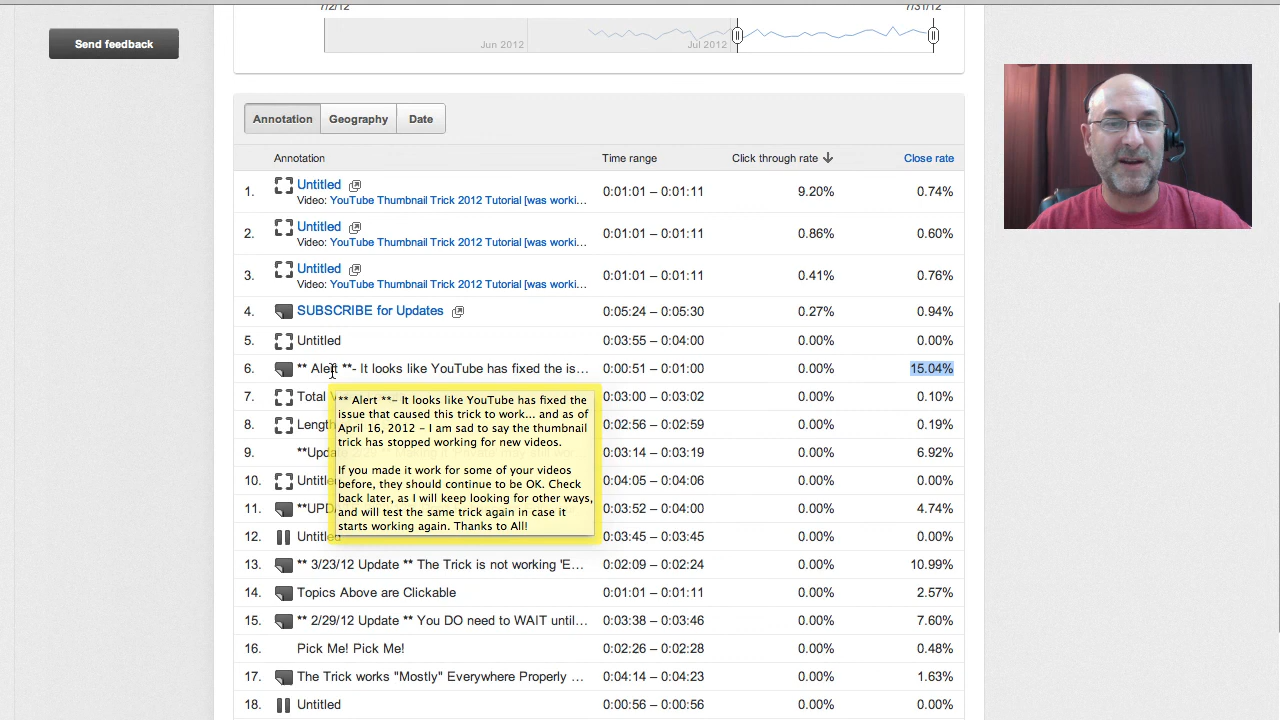 7/2/12 7/31/12
Send feedback
Jun 2012 Jul 2012
Annotation Geography Date
Annotation Time range Click through rate Close rate
1. Untitled 0:01:01 – 0:01:11 9.20% 0.74%
Video: YouTube Thumbnail Trick 2012 Tutorial [was worki...
2. Untitled 0:01:01 – 0:01:11 0.86% 0.60%
Video: YouTube Thumbnail Trick 2012 Tutorial [was worki...
3. Untitled 0:01:01 – 0:01:11 0.41% 0.76%
Video: YouTube Thumbnail Trick 2012 Tutorial [was worki...
4. SUBSCRIBE for Updates 0:05:24 – 0:05:30 0.27% 0.94%
5. Untitled 0:03:55 – 0:04:00 0.00% 0.00%
6. ** Alert **- It looks like YouTube has fixed the is... 0:00:51 – 0:01:00 0.00% 15.04%
7. Total 0:03:00 – 0:03:02 0.00% 0.10%
8. Length 0:02:56 – 0:02:59 0.00% 0.19%
9. **Upda 0:03:14 – 0:03:19 0.00% 6.92%
10. Untitle 0:04:05 – 0:04:06 0.00% 0.00%
11. **UPD 0:03:52 – 0:04:00 0.00% 4.74%
12. Untitled 0:03:45 – 0:03:45 0.00% 0.00%
** Alert **- It looks like YouTube has fixed the
issue that caused this trick to work... and as of
April 16, 2012 - I am sad to say the thumbnail
trick has stopped working for new videos.
If you made it work for some of your videos
before, they should continue to be OK. Check
back later, as I will keep looking for other ways,
and will test the same trick again in case it
starts working again. Thanks to All!
13. ** 3/23/12 Update ** The Trick is not working 'E... 0:02:09 – 0:02:24 0.00% 10.99%
14. Topics Above are Clickable 0:01:01 – 0:01:11 0.00% 2.57%
15. ** 2/29/12 Update ** You DO need to WAIT until... 0:03:38 – 0:03:46 0.00% 7.60%
16. Pick Me! Pick Me! 0:02:26 – 0:02:28 0.00% 0.48%
17. The Trick works "Mostly" Everywhere Properly ... 0:04:14 – 0:04:23 0.00% 1.63%
18. Untitled 0:00:56 – 0:00:56 0.00% 0.00%